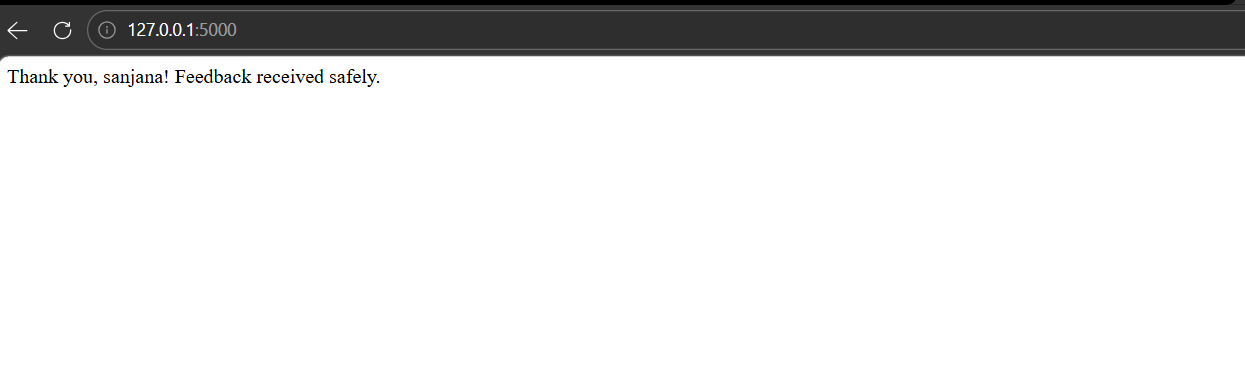 127.0.0.1:5000
Thank you, sanjana! Feedback received safely.